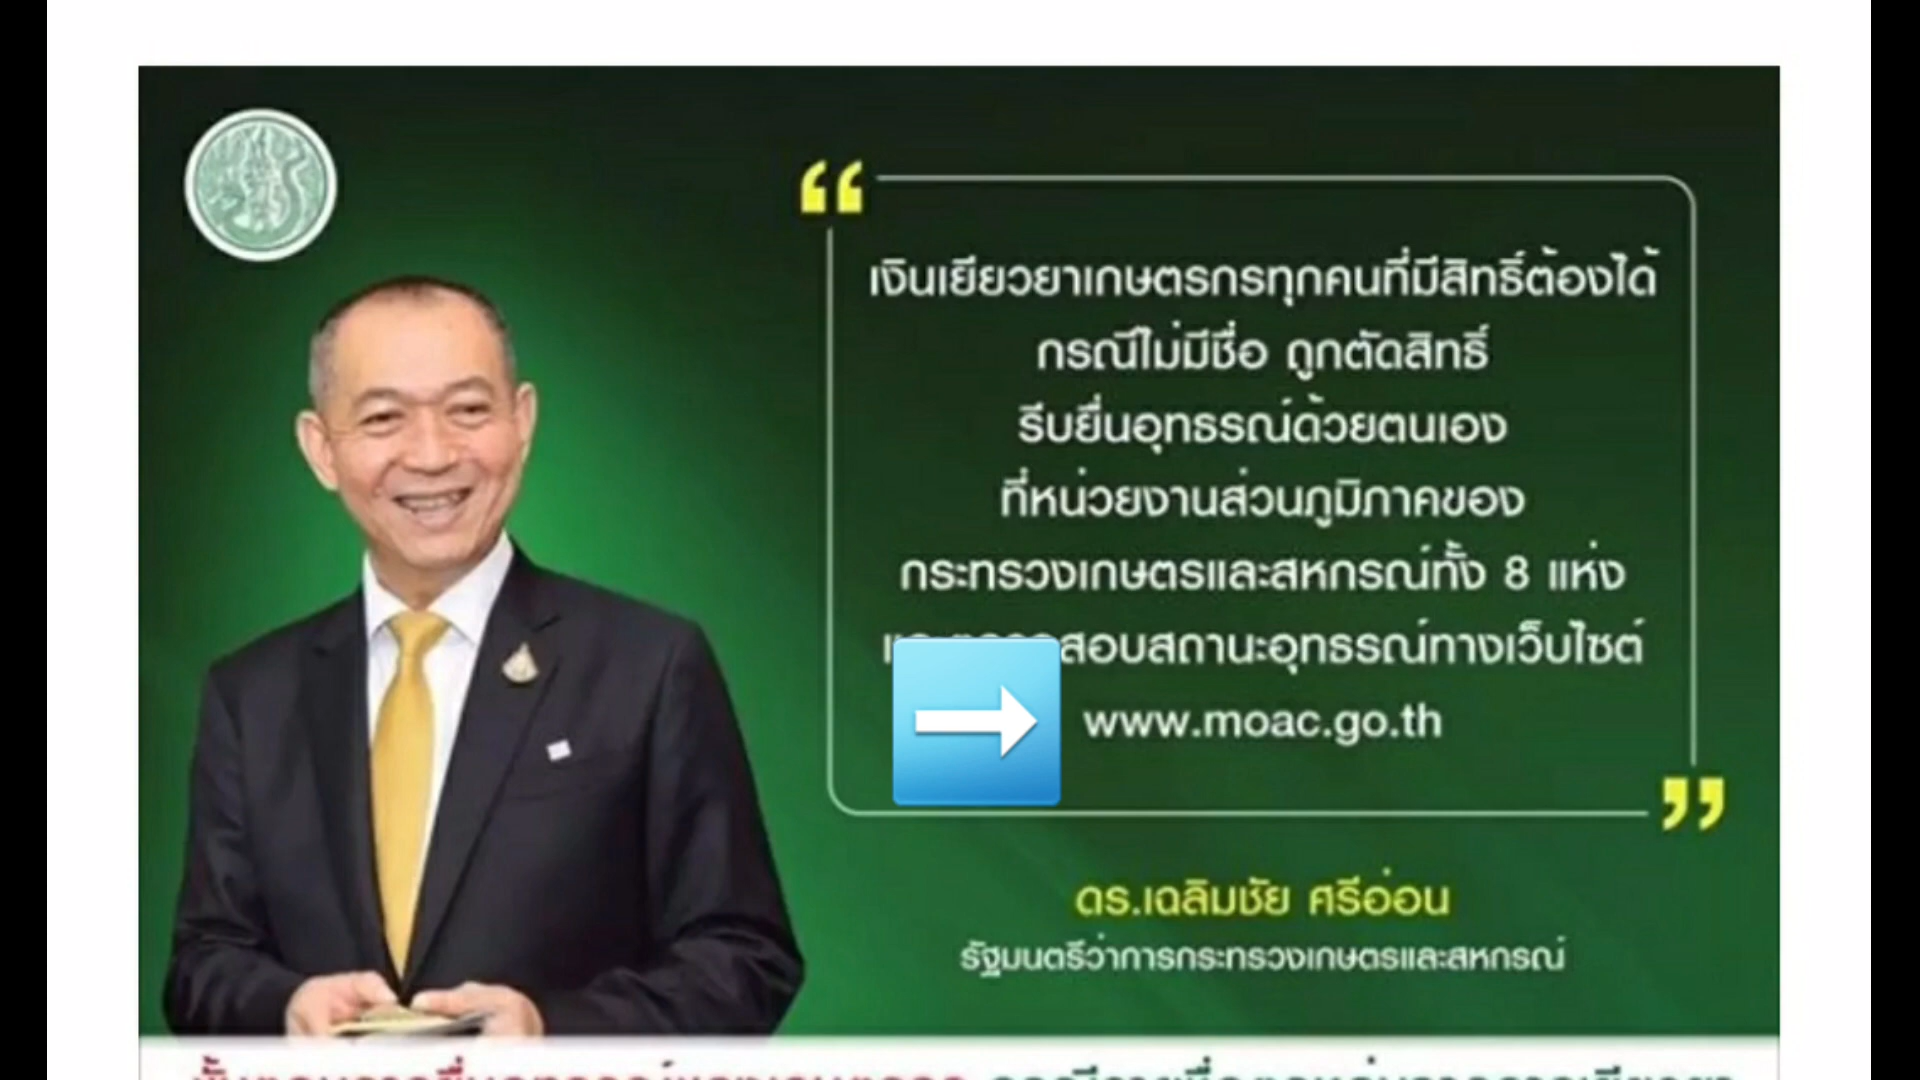 เงินเยียวยาเกษตรกรทุกคนที่มีสิทธิ์ต้องได้
กรณีไม่มีชื่อ ถูกตัดสิทธิ์
รีบยื่นอุทธรณ์ด้วยตนเอง
ที่หน่วยงานส่วนภูมิภาคของ
กระทรวงเกษตรและสหกรณ์ทั้ง 8 แห่ง
สอบสถานะอุทธรณ์ทางเว็บไซต์
www.moac.go.th
ดร.เฉลิมชัย ศรีอ่อน
รัฐมนตรีว่าการกระทรวงเกษตรและสหกรณ์